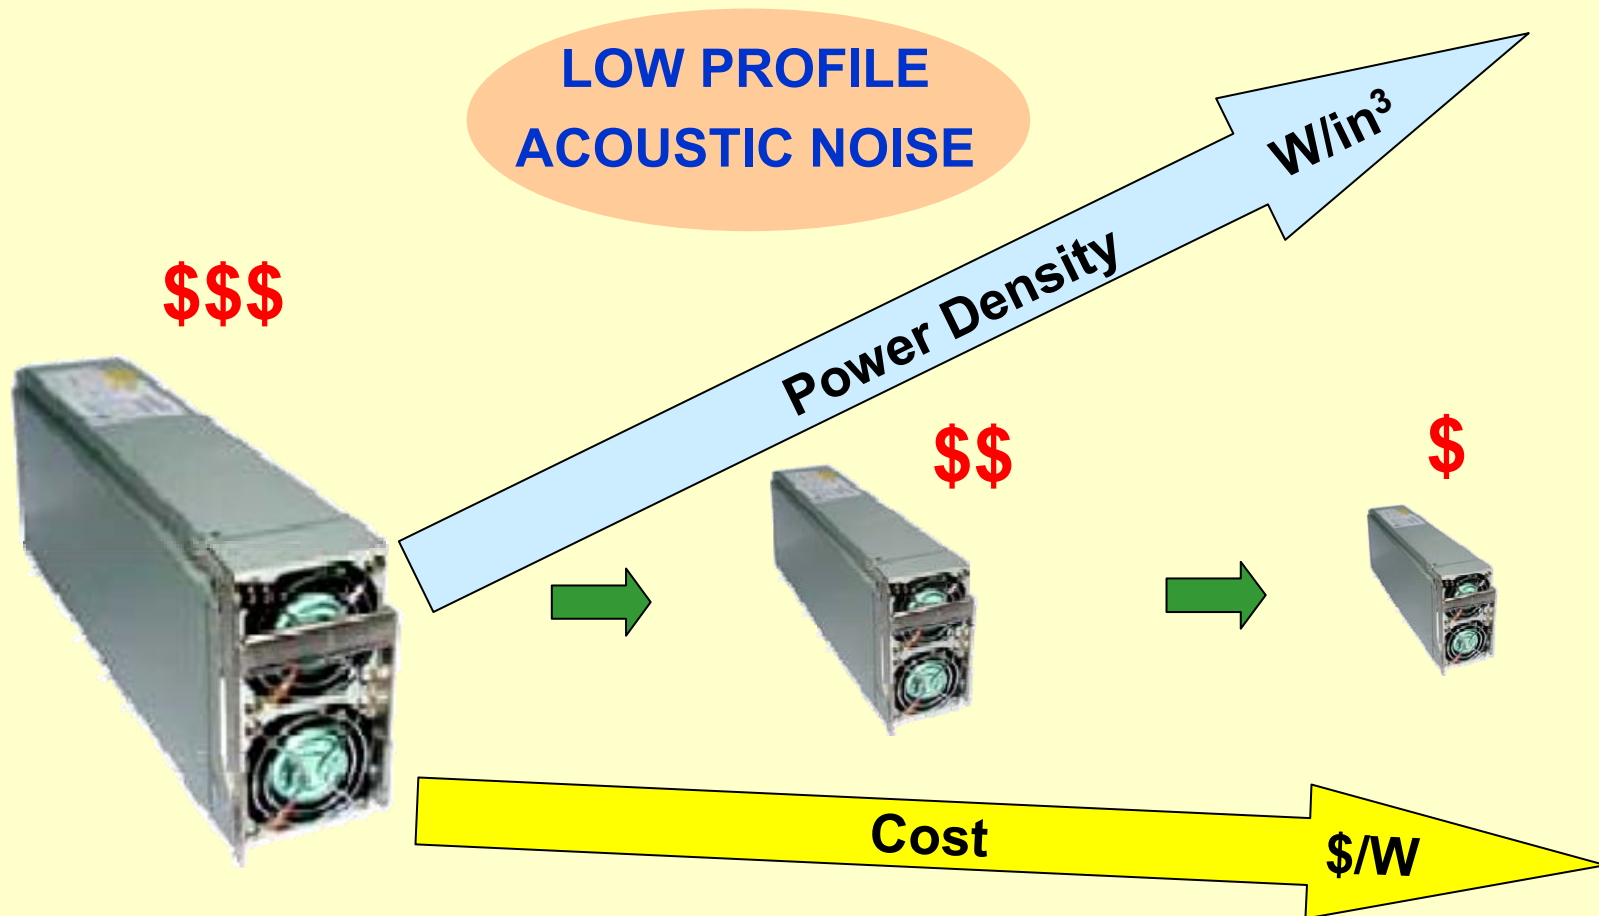 LOW PROFILE
ACOUSTIC NOISE
W/in³
Power Density
$$$
$$
$
Cost
$/W